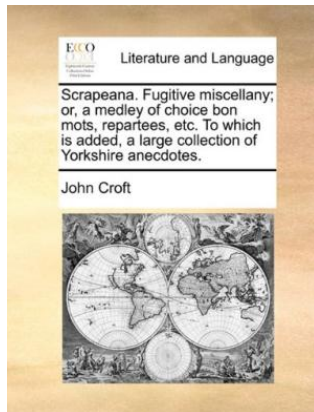 ECCO
Literature and Language
Scrapeana. Fugitive miscellany;
or, a medley of choice bon
mots, repartees, etc. To which
is added, a large collection of
Yorkshire anecdotes.
John Croft